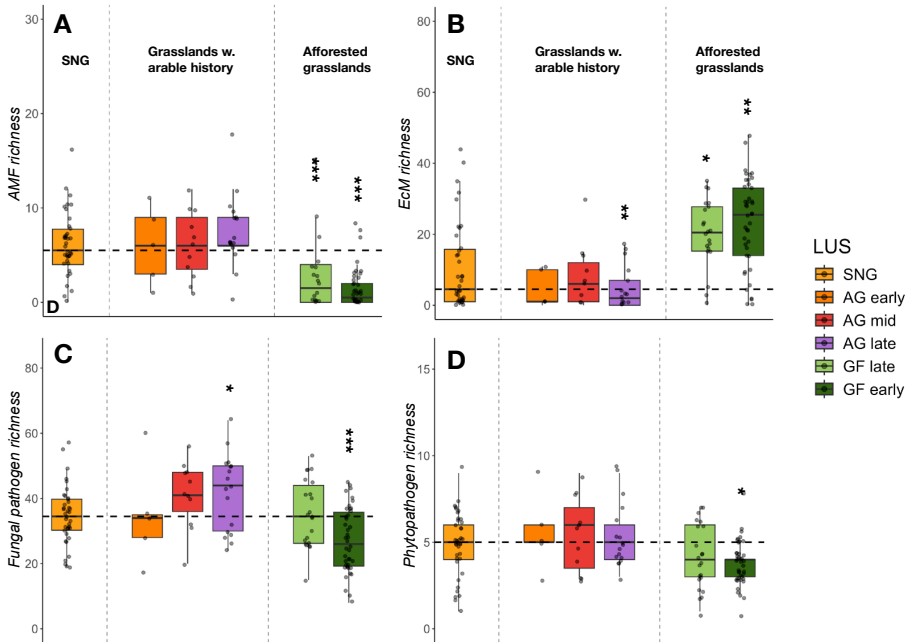 A
SNG
Grasslands w.
arable history
Afforested
grasslands
AMF richness
30
20
10
0
***
***
D
B
SNG
Grasslands w.
arable history
Afforested
grasslands
EcM richness
80
60
40
20
0
**
*
**
C
Fungal pathogen richness
80
60
40
20
0
*
***
D
Phytopathogen richness
15
10
5
0
*
LUS
SNG
AG early
AG mid
AG late
GF late
GF early